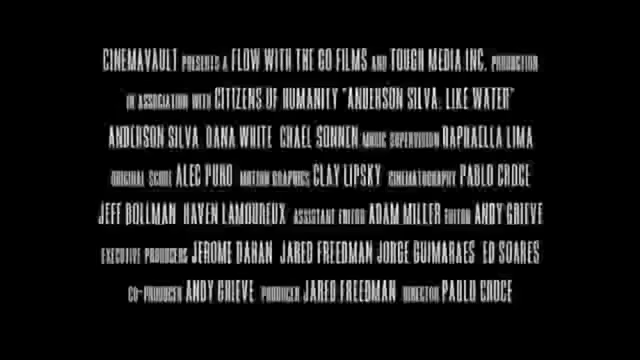 CINEMAVAULT PRESENTS A FLOW WITH THE GO FILMS AND TOUGH MEDIA INC. PRODUCTION
IN ASSOCIATION WITH CITIZENS OF HUMANITY "ANDERSON SILVA: LIKE WATER"
ANDERSON SILVA DANA WHITE CHAEL SONNEN MUSIC SUPERVISION RAPHAELLA LIMA
ORIGINAL SCORE ALEC PURO MOTION GRAPHICS CLAY LIPSKY CINEMATOGRAPHY PABLO CROCE
JEFF BOLLMAN HAVEN LAMOUREUX ASSISTANT EDITOR ADAM MILLER EDITOR ANDY GRIEVE
EXECUTIVE PRODUCERS JEROME DAHAN JARED FREEDMAN JORGE GUIMARAES ED SOARES
CO-PRODUCER ANDY GRIEVE PRODUCER JARED FREEDMAN DIRECTOR PABLO CROCE